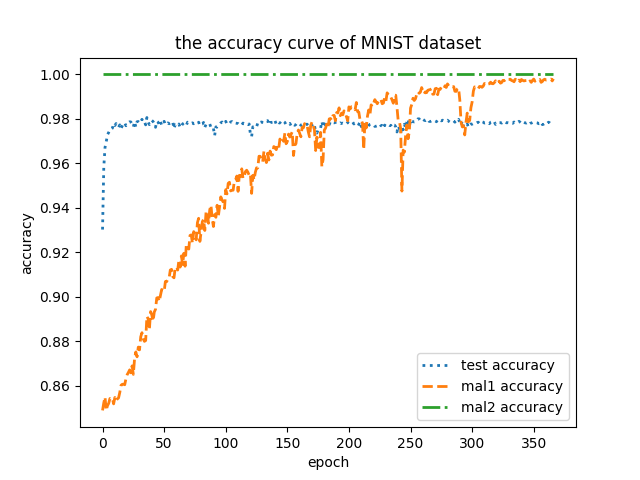 the accuracy curve of MNIST dataset
1.00
0.98
0.96
0.94
0.92
0.90
0.88
0.86
accuracy
0 50 100 150 200 250 300 350
epoch
test accuracy
mal1 accuracy
mal2 accuracy